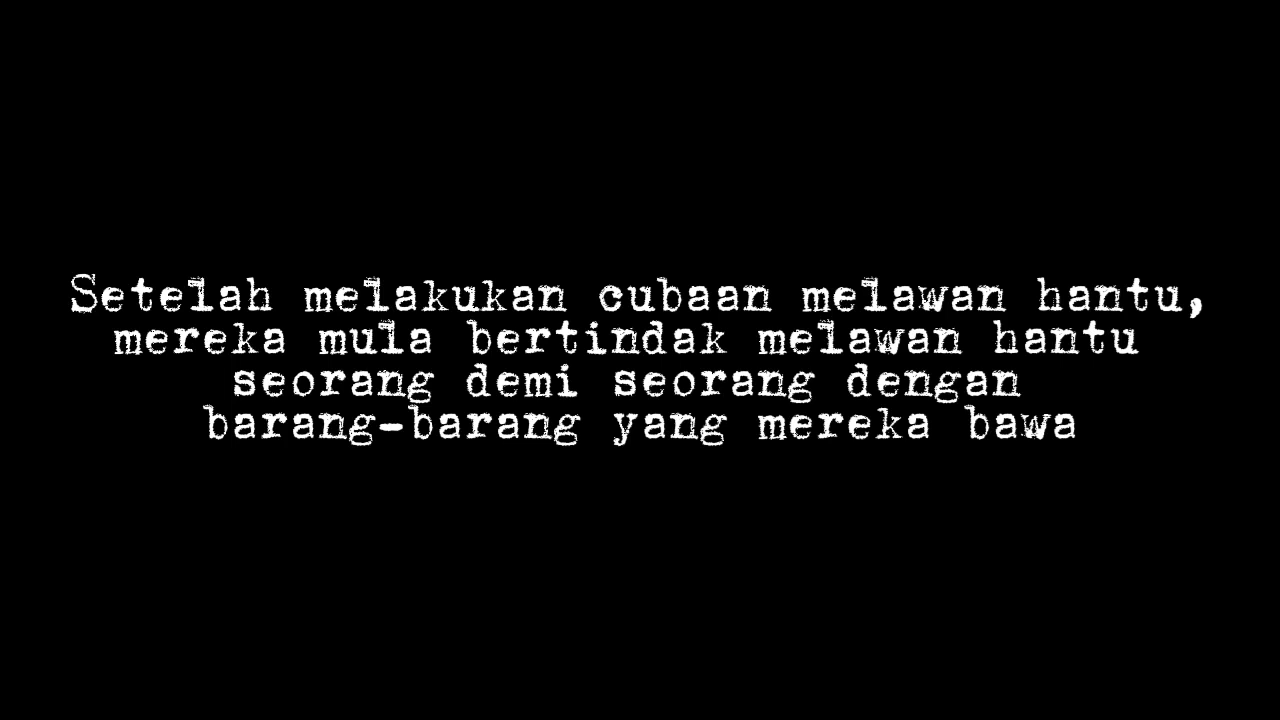 Setelah melakukan cubaan melawan hantu,
mereka mula bertindak melawan hantu
seorang demi seorang dengan
barang-barang yang mereka bawa